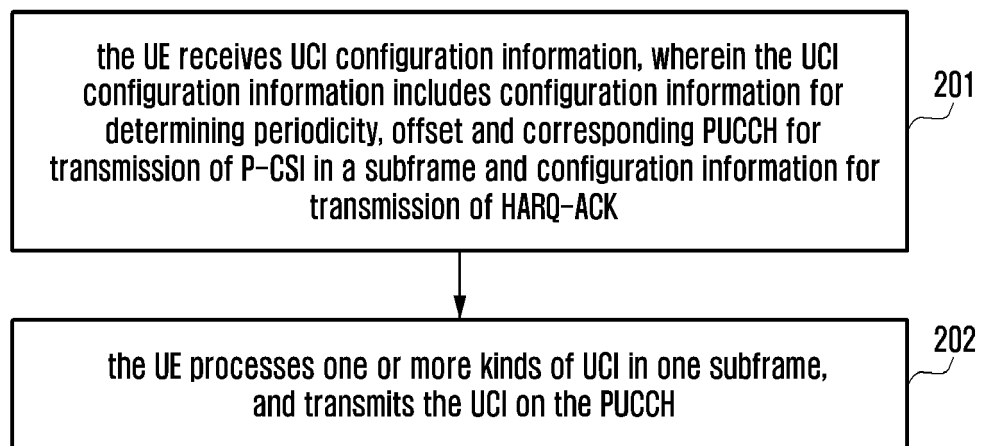 the UE receives UCI configuration information, wherein the UCI
configuration information includes configuration information for
determining periodicity, offset and corresponding PUCCH for
transmission of P-CSI in a subframe and configuration information for
transmission of HARQ-ACK
201
the UE processes one or more kinds of UCI in one subframe,
and transmits the UCI on the PUCCH
202